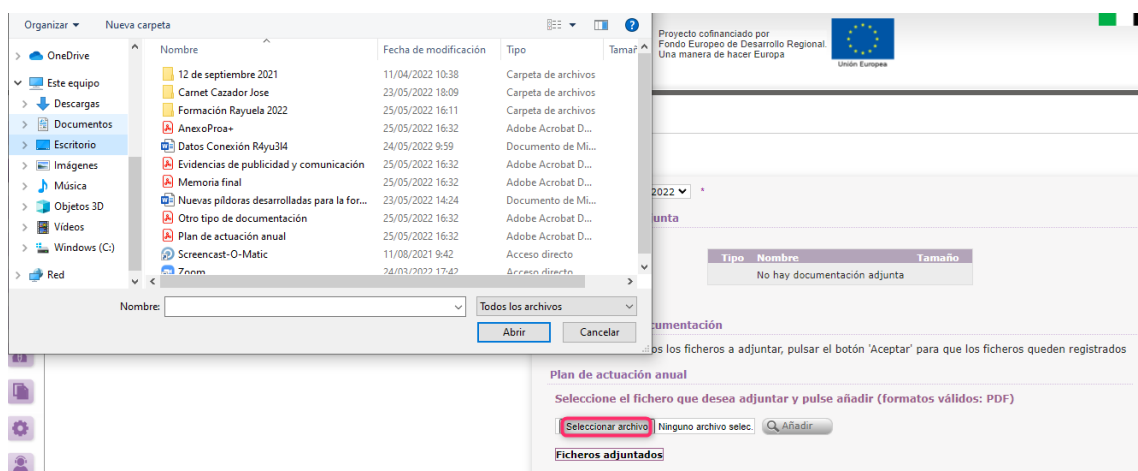 Organizar Nueva carpeta
Nombre Fecha de modificación Tipo Tamañ
OneDrive
Este equipo
Descargas
Documentos
Escritorio
Imágenes
Música
Objetos 3D
Vídeos
Windows (C:)
Red
12 de septiembre 2021 11/04/2022 10:38 Carpeta de archivos
Carnet Cazador Jose 23/05/2022 18:09 Carpeta de archivos
Formación Rayuela 2022 25/05/2022 16:11 Carpeta de archivos
AnexoProa+ 25/05/2022 16:32 Adobe Acrobat D...
Datos Conexión R4yu3l4 24/05/2022 9:59 Documento de Mi...
Evidencias de publicidad y comunicación 25/05/2022 16:32 Adobe Acrobat D...
Memoria final 25/05/2022 16:32 Adobe Acrobat D...
Nuevas píldoras desarrolladas para la for... 23/05/2022 14:24 Documento de Mi...
Otro tipo de documentación 25/05/2022 16:32 Adobe Acrobat D...
Plan de actuación anual 25/05/2022 16:32 Adobe Acrobat D...
Screencast-O-Matic 11/08/2021 9:42 Acceso directo
Zoom 24/03/2022 17:42 Acceso directo
Nombre: Todos los archivos
Abrir Cancelar
Proyecto cofinanciado por
Fondo Europeo de Desarrollo Regional.
Una manera de hacer Europa
Unión Europea
2022 *
unta
Tipo Nombre Tamaño
No hay documentación adjunta
umentación
os los ficheros a adjuntar, pulsar el botón 'Aceptar' para que los ficheros queden registrados
Plan de actuación anual
Seleccione el fichero que desea adjuntar y pulse añadir (formatos válidos: PDF)
Seleccionar archivo Ninguno archivo selec. Añadir
Ficheros adjuntados